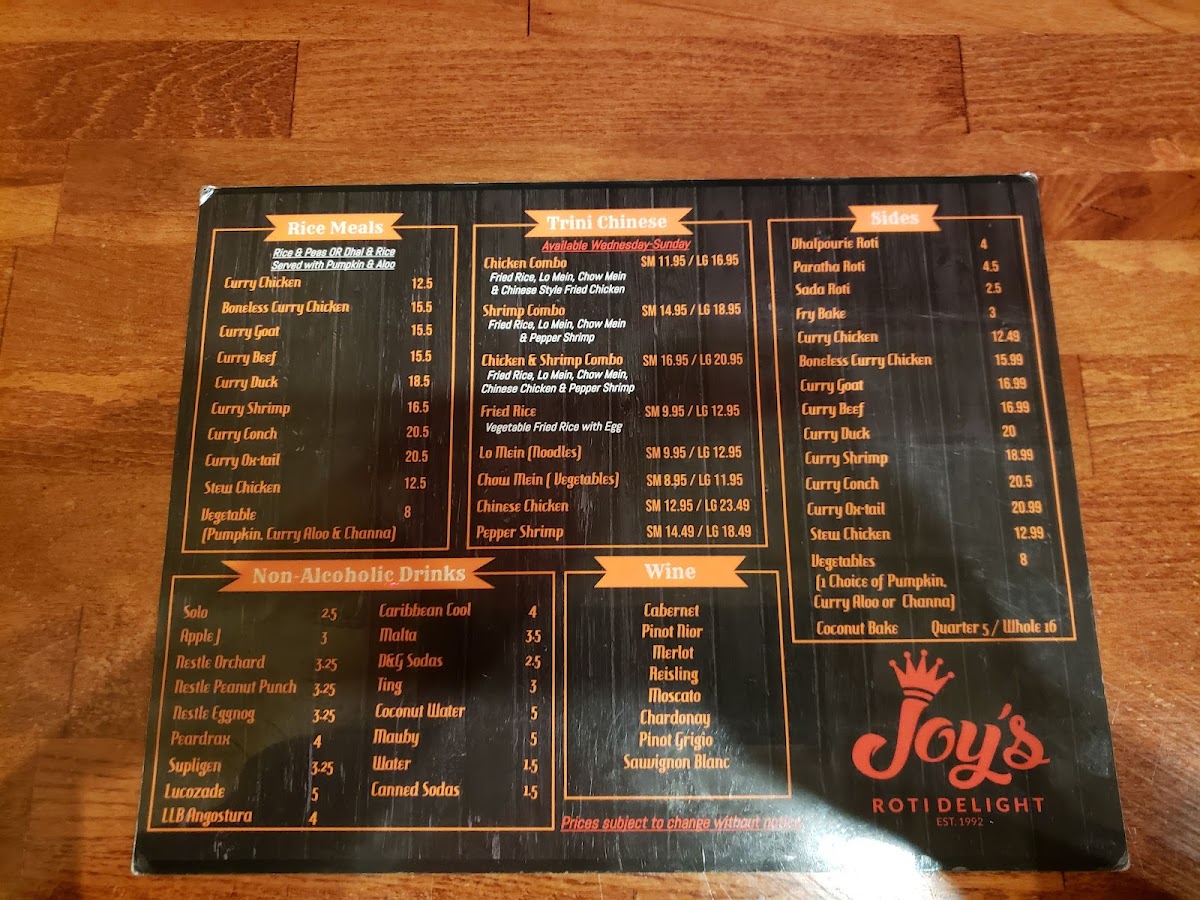 Rice Meals
Rice & Peas OR Dhal & Rice
Served with Pumpkin & Aloo
Curry Chicken 12.5
Boneless Curry Chicken 15.5
Curry Goat 15.5
Curry Beef 15.5
Curry Duck 18.5
Curry Shrimp 16.5
Curry Conch 20.5
Curry Ox-tail 20.5
Stew Chicken 12.5
Vegetable 8
(Pumpkin, Curry Aloo & Channa)
Trini Chinese
Available Wednesday-Sunday
Chicken Combo SM 11.95 / LG 16.95
Fried Rice, Lo Mein, Chow Mein
& Chinese Style Fried Chicken
Shrimp Combo SM 14.95 / LG 18.95
Fried Rice, Lo Mein, Chow Mein
& Pepper Shrimp
Chicken & Shrimp Combo SM 16.95 / LG 20.95
Fried Rice, Lo Mein, Chow Mein,
Chinese Chicken & Pepper Shrimp
Fried Rice SM 9.95 / LG 12.95
Vegetable Fried Rice with Egg
Lo Mein (Noodles) SM 9.95 / LG 12.95
Chow Mein ( Vegetables) SM 8.95 / LG 11.95
Chinese Chicken SM 12.95 / LG 23.49
Pepper Shrimp SM 14.49 / LG 18.49
Sides
Dhalpourie Roti 4
Paratha Roti 4.5
Sada Roti 2.5
Fry Bake 3
Curry Chicken 12.49
Boneless Curry Chicken 15.99
Curry Goat 16.99
Curry Beef 16.99
Curry Duck 20
Curry Shrimp 18.99
Curry Conch 20.5
Curry Ox-tail 20.99
Stew Chicken 12.99
Vegetables 8
(1 Choice of Pumpkin,
Curry Aloo or Channa)
Coconut Bake Quarter 5 / Whole 16
Non-Alcoholic Drinks
Solo 2.5
Apple J 3
Nestle Orchard 3.25
Nestle Peanut Punch 3.25
Nestle Eggnog 3.25
Peardrax 4
Supligen 3.25
Lucozade 5
LLB Angostura 4
Caribbean Cool 4
Malta 3.5
D&G Sodas 2.5
Ting 3
Coconut Water 5
Mauby 5
Water 1.5
Canned Sodas 1.5
Wine
Cabernet
Pinot Nior
Merlot
Reisling
Moscato
Chardonay
Pinot Grigio
Sauvignon Blanc
Prices subject to change without notice.
Joy's
ROTI DELIGHT
EST. 1992